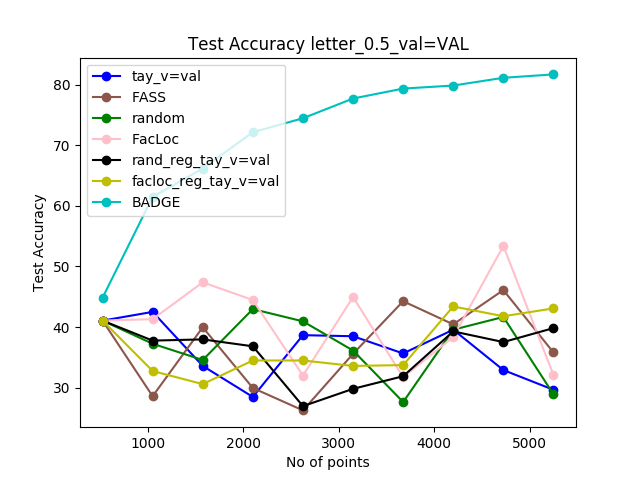 Test Accuracy letter_0.5_val=VAL
tay_v=val
FASS
random
FacLoc
rand_reg_tay_v=val
facloc_reg_tay_v=val
BADGE
Test Accuracy
80
70
60
50
40
30
1000
2000
3000
4000
5000
No of points